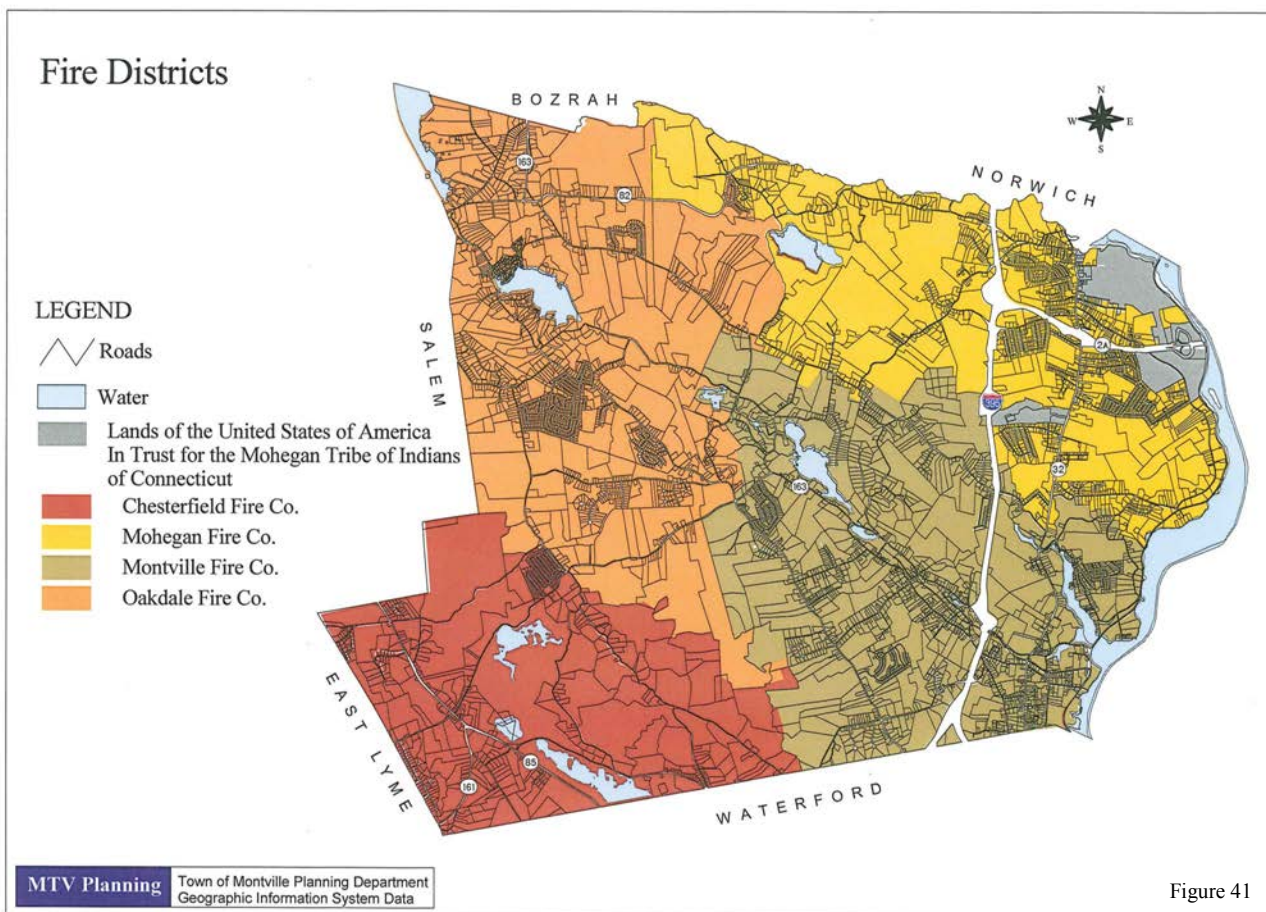 Fire Districts
BOZRAH
N
W E
S
NORWICH
163
82
LEGEND
Roads
Water
Lands of the United States of America
In Trust for the Mohegan Tribe of Indians
of Connecticut
Chesterfield Fire Co.
Mohegan Fire Co.
Montville Fire Co.
Oakdale Fire Co.
SALEM
2A
395
32
163
EAST LYME
85
161
WATERFORD
MTV Planning
Town of Montville Planning Department
Geographic Information System Data
Figure 41